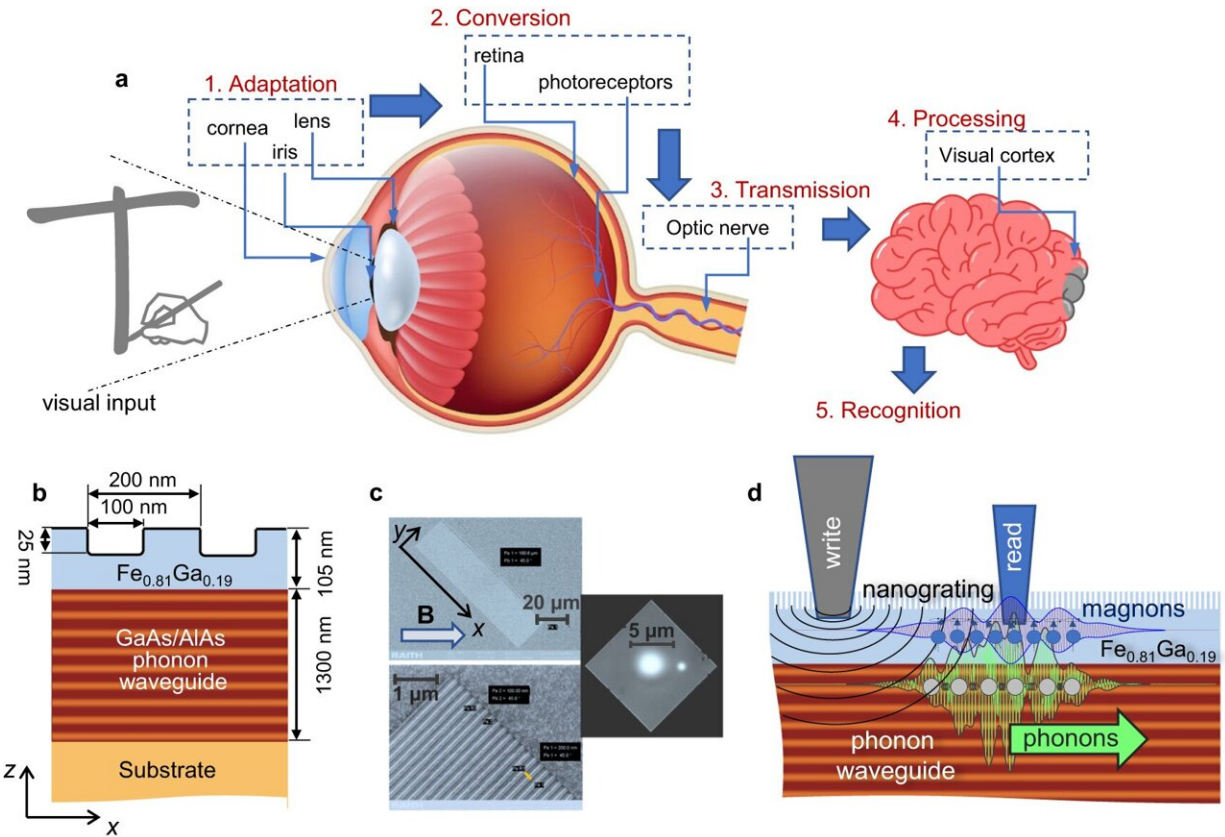 a
1. Adaptation
cornea
lens
iris
2. Conversion
retina
photoreceptors
3. Transmission
Optic nerve
4. Processing
Visual cortex
5. Recognition
visual input
b
200 nm
100 nm
25 nm
105 nm
Fe0.81Ga0.19
GaAs/AlAs
phonon
waveguide
1300 nm
Substrate
z
x
c
y
x
B
20 µm
RAITH
1 µm
5 µm
d
write
read
nanograting
magnons
Fe0.81Ga0.19
phonon
waveguide
phonons